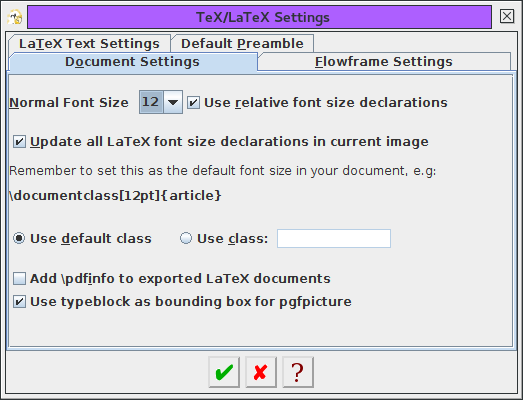 TeX/LaTeX Settings
LaTeX Text Settings Default Preamble
Document Settings Flowframe Settings
Normal Font Size 12 Use relative font size declarations
Update all LaTeX font size declarations in current image
Remember to set this as the default font size in your document, e.g:
\documentclass[12pt]{article}
Use default class Use class:
Add \pdfinfo to exported LaTeX documents
Use typeblock as bounding box for pgfpicture
?